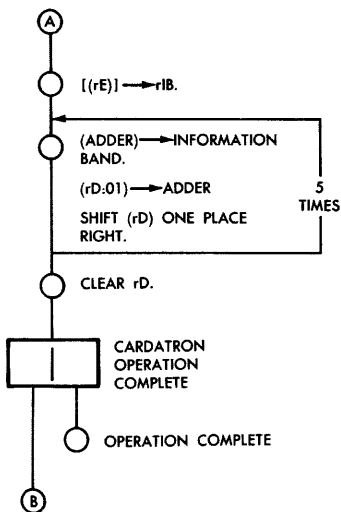 A
[(rE)]⟶rIB.
(ADDER)⟶INFORMATION
BAND.
(rD:01)⟶ADDER
SHIFT (rD) ONE PLACE
RIGHT.
5
TIMES
CLEAR rD.
CARDATRON
OPERATION
COMPLETE
OPERATION COMPLETE
B